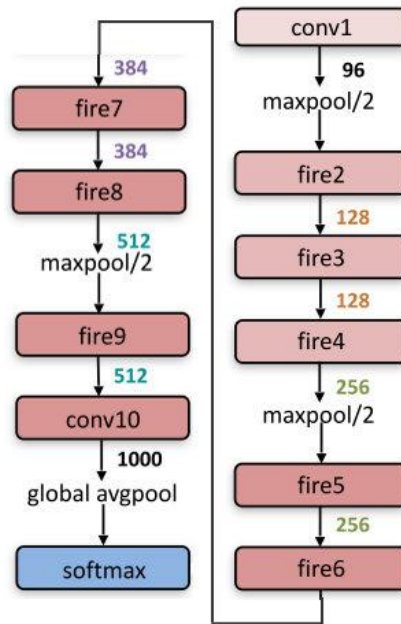 conv1
96
maxpool/2
fire2
128
fire3
128
fire4
256
maxpool/2
fire5
256
fire6
384
fire7
384
fire8
512
maxpool/2
fire9
512
conv10
1000
global avgpool
softmax